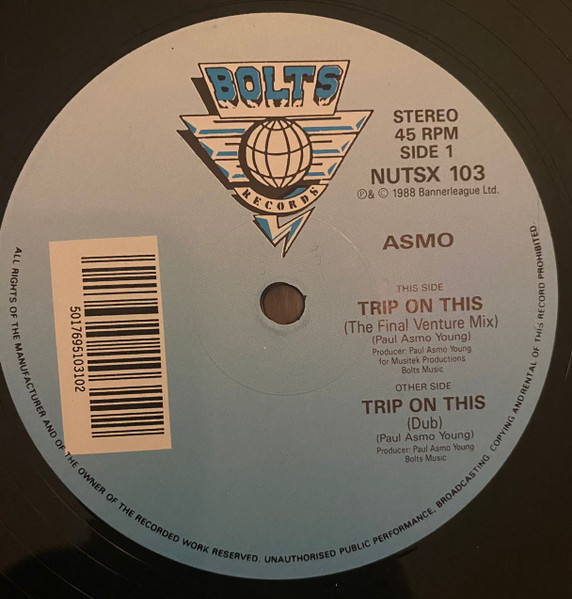 BOLTS
RECORDS
STEREO
45 RPM
SIDE 1
NUTSX 103
℗& © 1988 Bannerleague Ltd.
ASMO
THIS SIDE
TRIP ON THIS
(The Final Venture Mix)
(Paul Asmo Young)
Producer: Paul Asmo Young
for Musitek Productions
Bolts Music
OTHER SIDE
TRIP ON THIS
(Dub)
(Paul Asmo Young)
Producer: Paul Asmo Young
Bolts Music
5017695103102
ALL RIGHTS OF THE MANUFACTURER AND OF THE OWNER OF THE RECORDED WORK RESERVED. UNAUTHORISED PUBLIC PERFORMANCE, BROADCASTING, COPYING AND RENTAL OF THIS RECORD PROHIBITED.